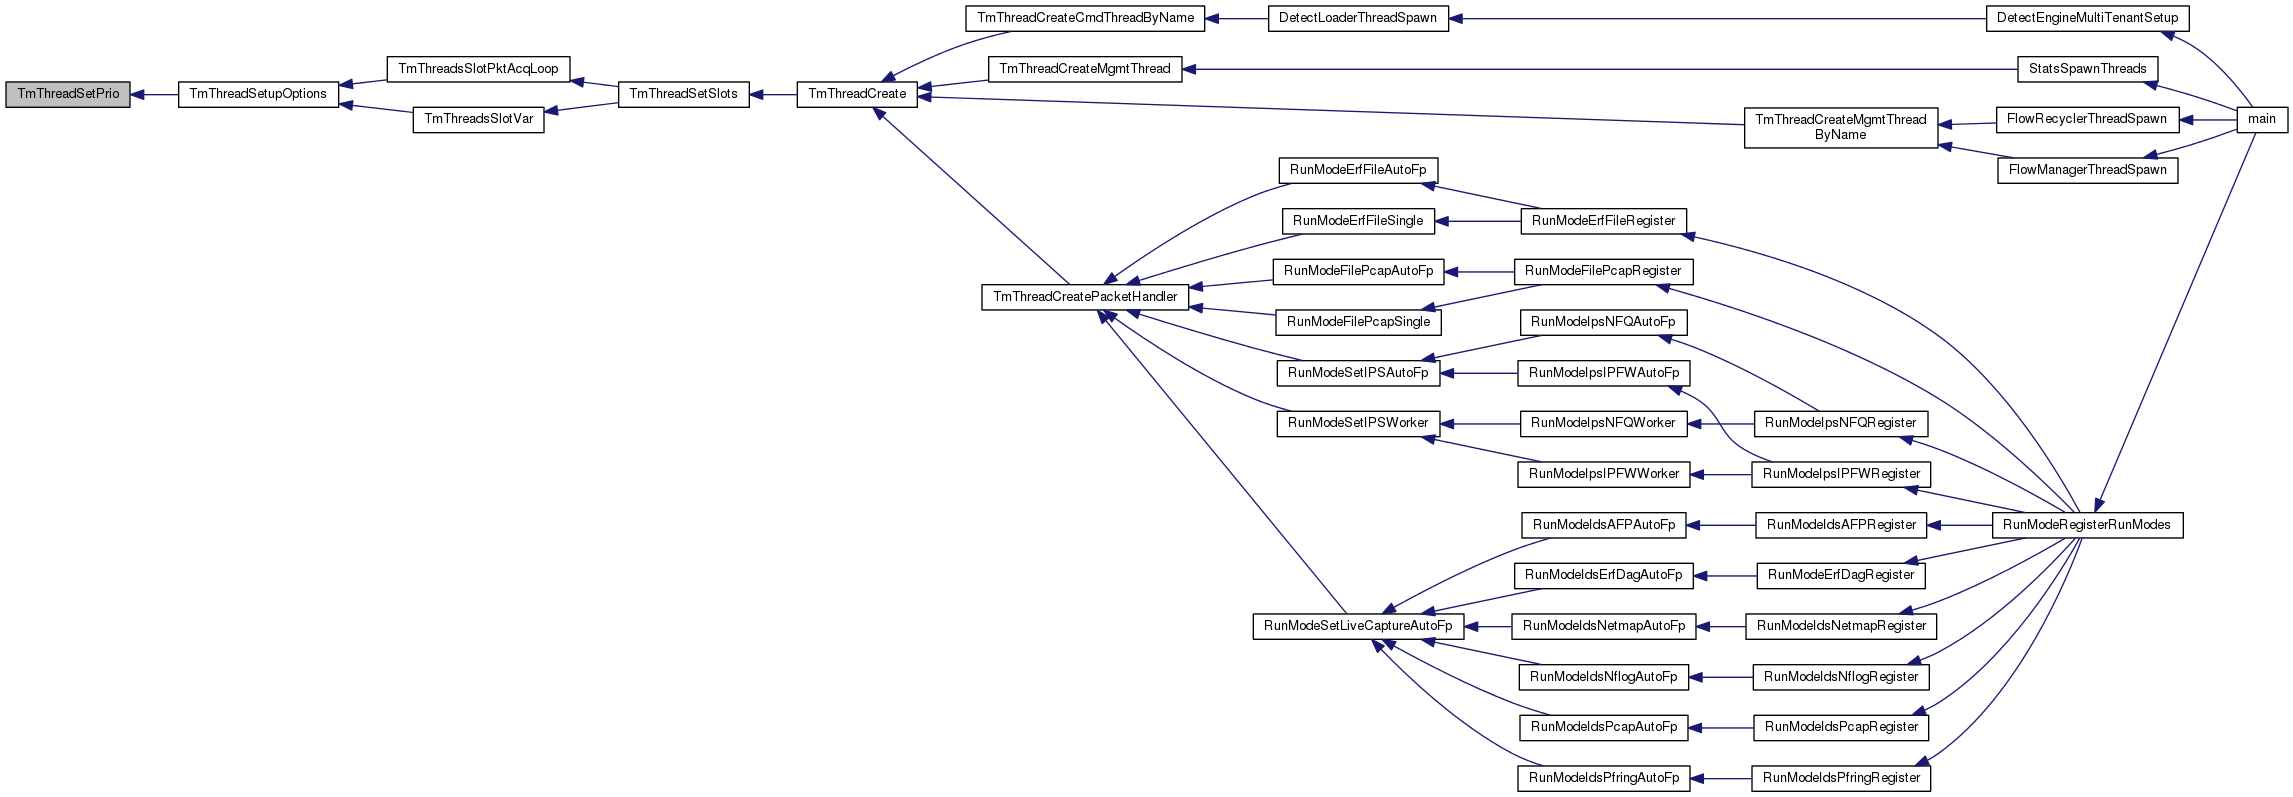 TmThreadCreateCmdThreadByName
DetectLoaderThreadSpawn
DetectEngineMultiTenantSetup
TmThreadsSlotPktAcqLoop
TmThreadCreateMgmtThread
StatsSpawnThreads
TmThreadSetPrio
TmThreadSetupOptions
TmThreadSetSlots
TmThreadCreate
TmThreadsSlotVar
TmThreadCreateMgmtThread
ByName
FlowRecyclerThreadSpawn
main
RunModeErfFileAutoFp
FlowManagerThreadSpawn
RunModeErfFileSingle
RunModeErfFileRegister
RunModeFilePcapAutoFp
RunModeFilePcapRegister
TmThreadCreatePacketHandler
RunModeFilePcapSingle
RunModeIpsNFQAutoFp
RunModeSetIPSAutoFp
RunModeIpsIPFWAutoFp
RunModeSetIPSWorker
RunModeIpsNFQWorker
RunModeIpsNFQRegister
RunModeIpsIPFWWorker
RunModeIpsIPFWRegister
RunModeIdsAFPAutoFp
RunModeIdsAFPRegister
RunModeRegisterRunModes
RunModeIdsErfDagAutoFp
RunModeErfDagRegister
RunModeSetLiveCaptureAutoFp
RunModeIdsNetmapAutoFp
RunModeIdsNetmapRegister
RunModeIdsNflogAutoFp
RunModeIdsNflogRegister
RunModeIdsPcapAutoFp
RunModeIdsPcapRegister
RunModeIdsPfringAutoFp
RunModeIdsPfringRegister